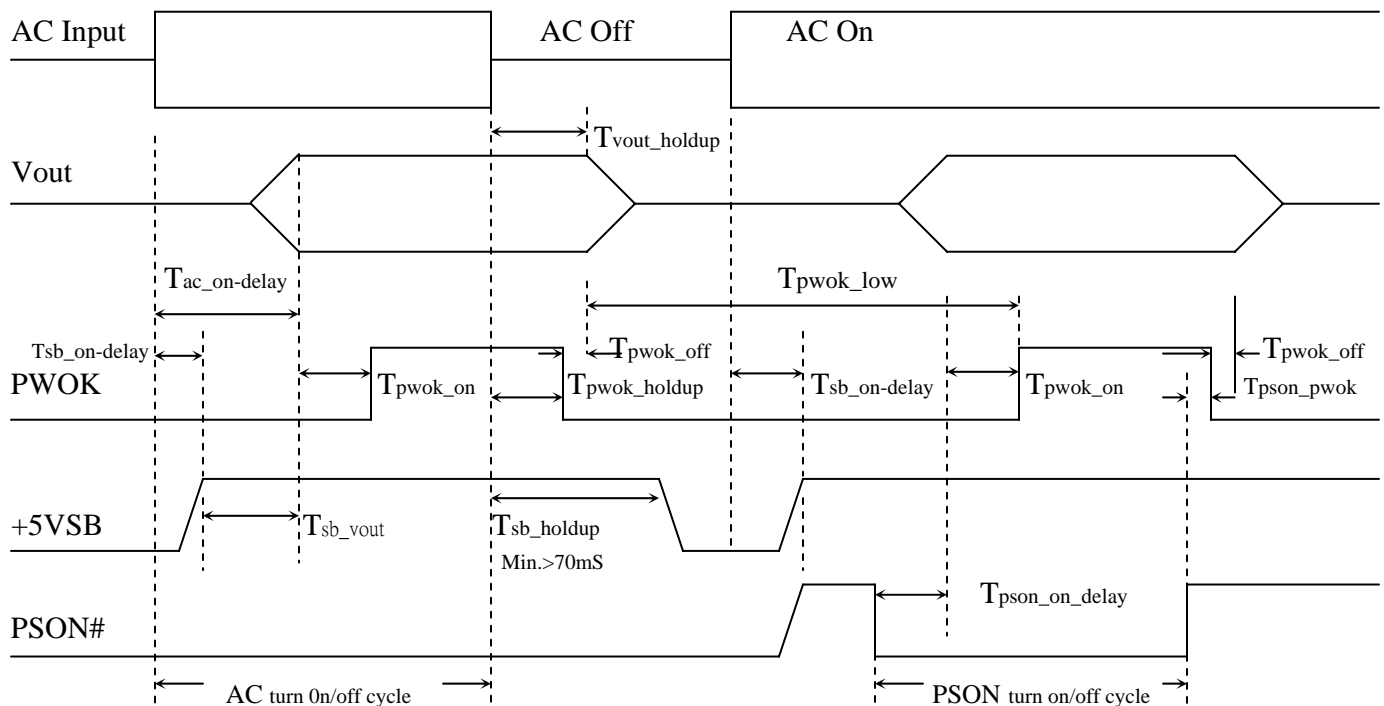 AC Input
AC Off
AC On
Tvout_holdup
Vout
Tac_on-delay
Tpwok_low
Tsb_on-delay
Tpwok_off
Tpwok_off
PWOK
Tpwok_on
Tpwok_holdup
Tsb_on-delay
Tpwok_on
Tpson_pwok
+5VSB
Tsb_vout
Tsb_holdup
Min.>70mS
Tpson_on_delay
PSON#
AC turn 0n/off cycle
PSON turn on/off cycle